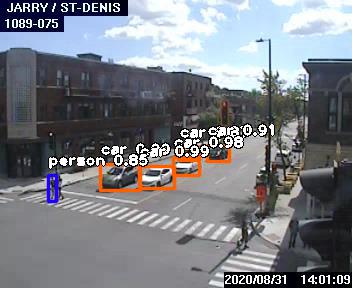 JARRY / ST-DENIS
1089-075
car 0.91
car 0.98
car 0.99
person 0.85
2020/08/31 14:01:09